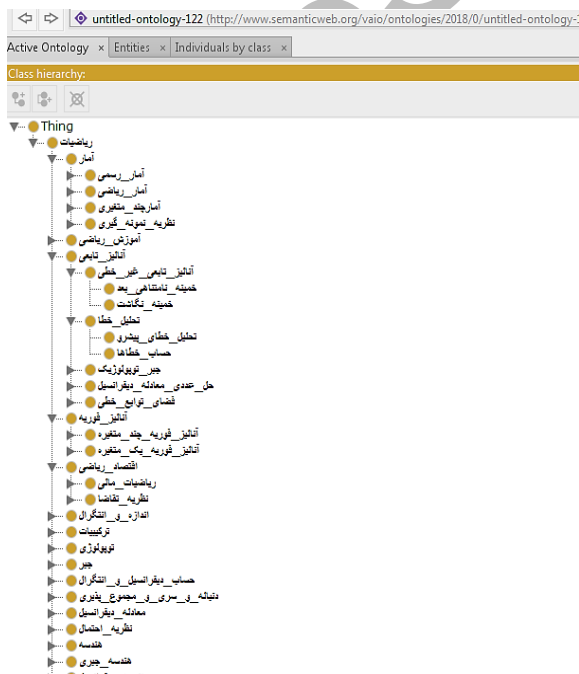 untitled-ontology-122 (http://www.semanticweb.org/vaio/ontologies/2018/0/untitled-ontology-
Active Ontology × Entities × Individuals by class ×
Class hierarchy:
Thing
ریاضیات
آمار
آمار_رسمی
آمار_ریاضی
آمارچند_متغیری
نظریه_نمونه_گیری
آموزش_ریاضی
آنالیز_تابعی
آنالیز_تابعی_غیر_خطی
خمینه_نامتناهی_بعد
خمینه_نگاشت
تحلیل_خطا
تحلیل_خطای_پیشرو
حساب_خطاها
جبر_توپولوژیک
حل_عددی_معادله_دیفرانسیل
فضای_توابع_خطی
آنالیز_فوریه
آنالیز_فوریه_چند_متغیره
آنالیز_فوریه_یک_متغیره
اقتصاد_ریاضی
ریاضیات_مالی
نظریه_تقاضا
اندازه_و_انتگرال
ترکیبیات
توپولوژی
جبر
حساب_دیفرانسیل_و_انتگرال
دنباله_و_سری_و_مجموع_پذیری
معادله_دیفرانسیل
نظریه_احتمال
هندسه
هندسه_جبری